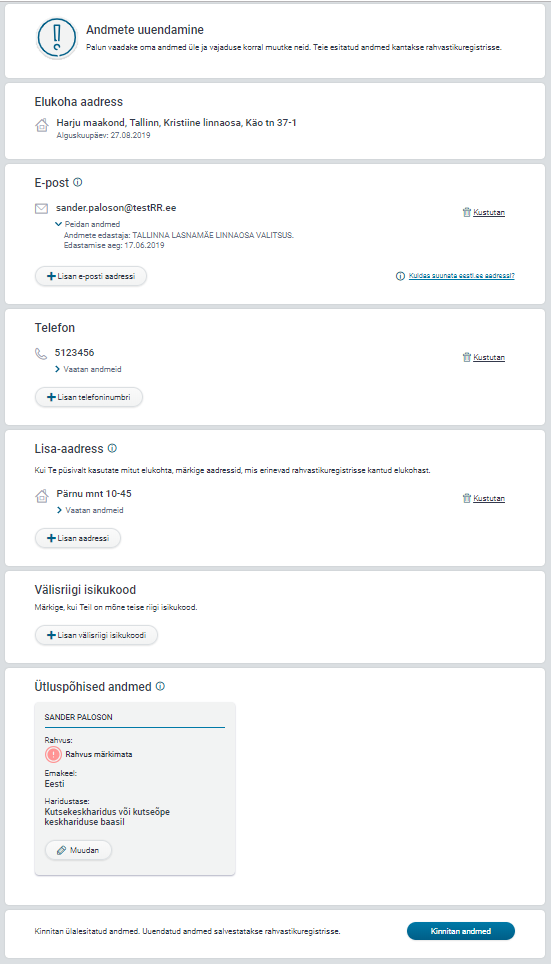 Andmete uuendamine
Palun vaadake oma andmed üle ja vajaduse korral muutke neid. Teie esitatud andmed kantakse rahvastikuregistrisse.
Elukoha aadress
Harju maakond, Tallinn, Kristiine linnaosa, Käo tn 37-1
Alguskuupäev: 27.08.2019
E-post
sander.paloson@testRR.ee
Kustutan
Peidan andmed
Andmete edastaja: TALLINNA LASNAMÄE LINNAOSA VALITSUS.
Edastamise aeg: 17.06.2019
Lisan e-posti aadressi
Kuidas suunata eesti.ee aadressi?
Telefon
5123456
Kustutan
Vaatan andmeid
Lisan telefoninumbri
Lisa-aadress
Kui Te püsivalt kasutate mitut elukohta, märkige aadressid, mis erinevad rahvastikuregistrisse kantud elukohast.
Pärnu mnt 10-45
Kustutan
Vaatan andmeid
Lisan aadressi
Välisriigi isikukood
Märkige, kui Teil on mõne teise riigi isikukood.
Lisan välisriigi isikukoodi
Ütluspõhised andmed
SANDER PALOSON
Rahvus:
Rahvus märkimata
Emakeel:
Eesti
Haridustase:
Kutsekeskharidus või kutseõpe
keskhariduse baasil
Muudan
Kinnitan ülalesitatud andmed. Uuendatud andmed salvestatakse rahvastikuregistrisse.
Kinnitan andmed